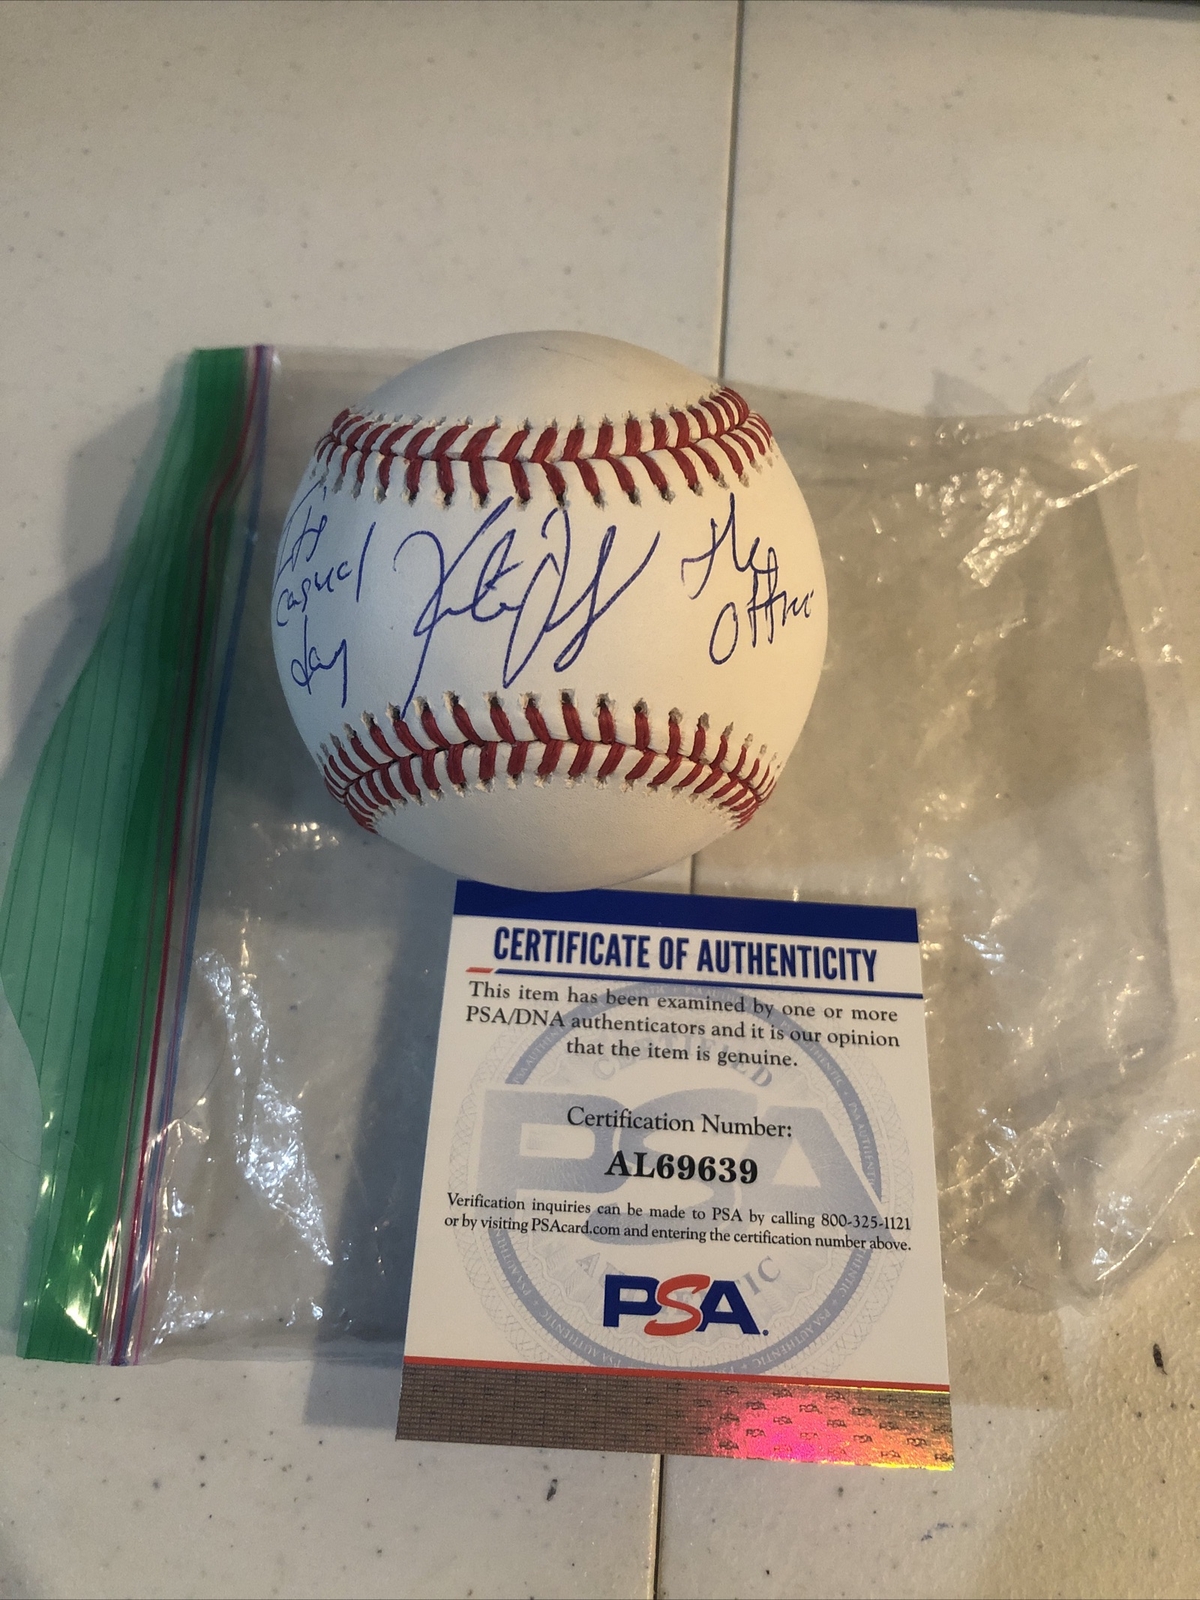 It's
casual
day
The
Office
CERTIFICATE OF AUTHENTICITY
This item has been examined by one or more
PSA/DNA authenticators and it is our opinion
that the item is genuine.
Certification Number:
AL69639
Verification inquiries can be made to PSA by calling 800-325-1121
or by visiting PSAcard.com and entering the certification number above.
PSA